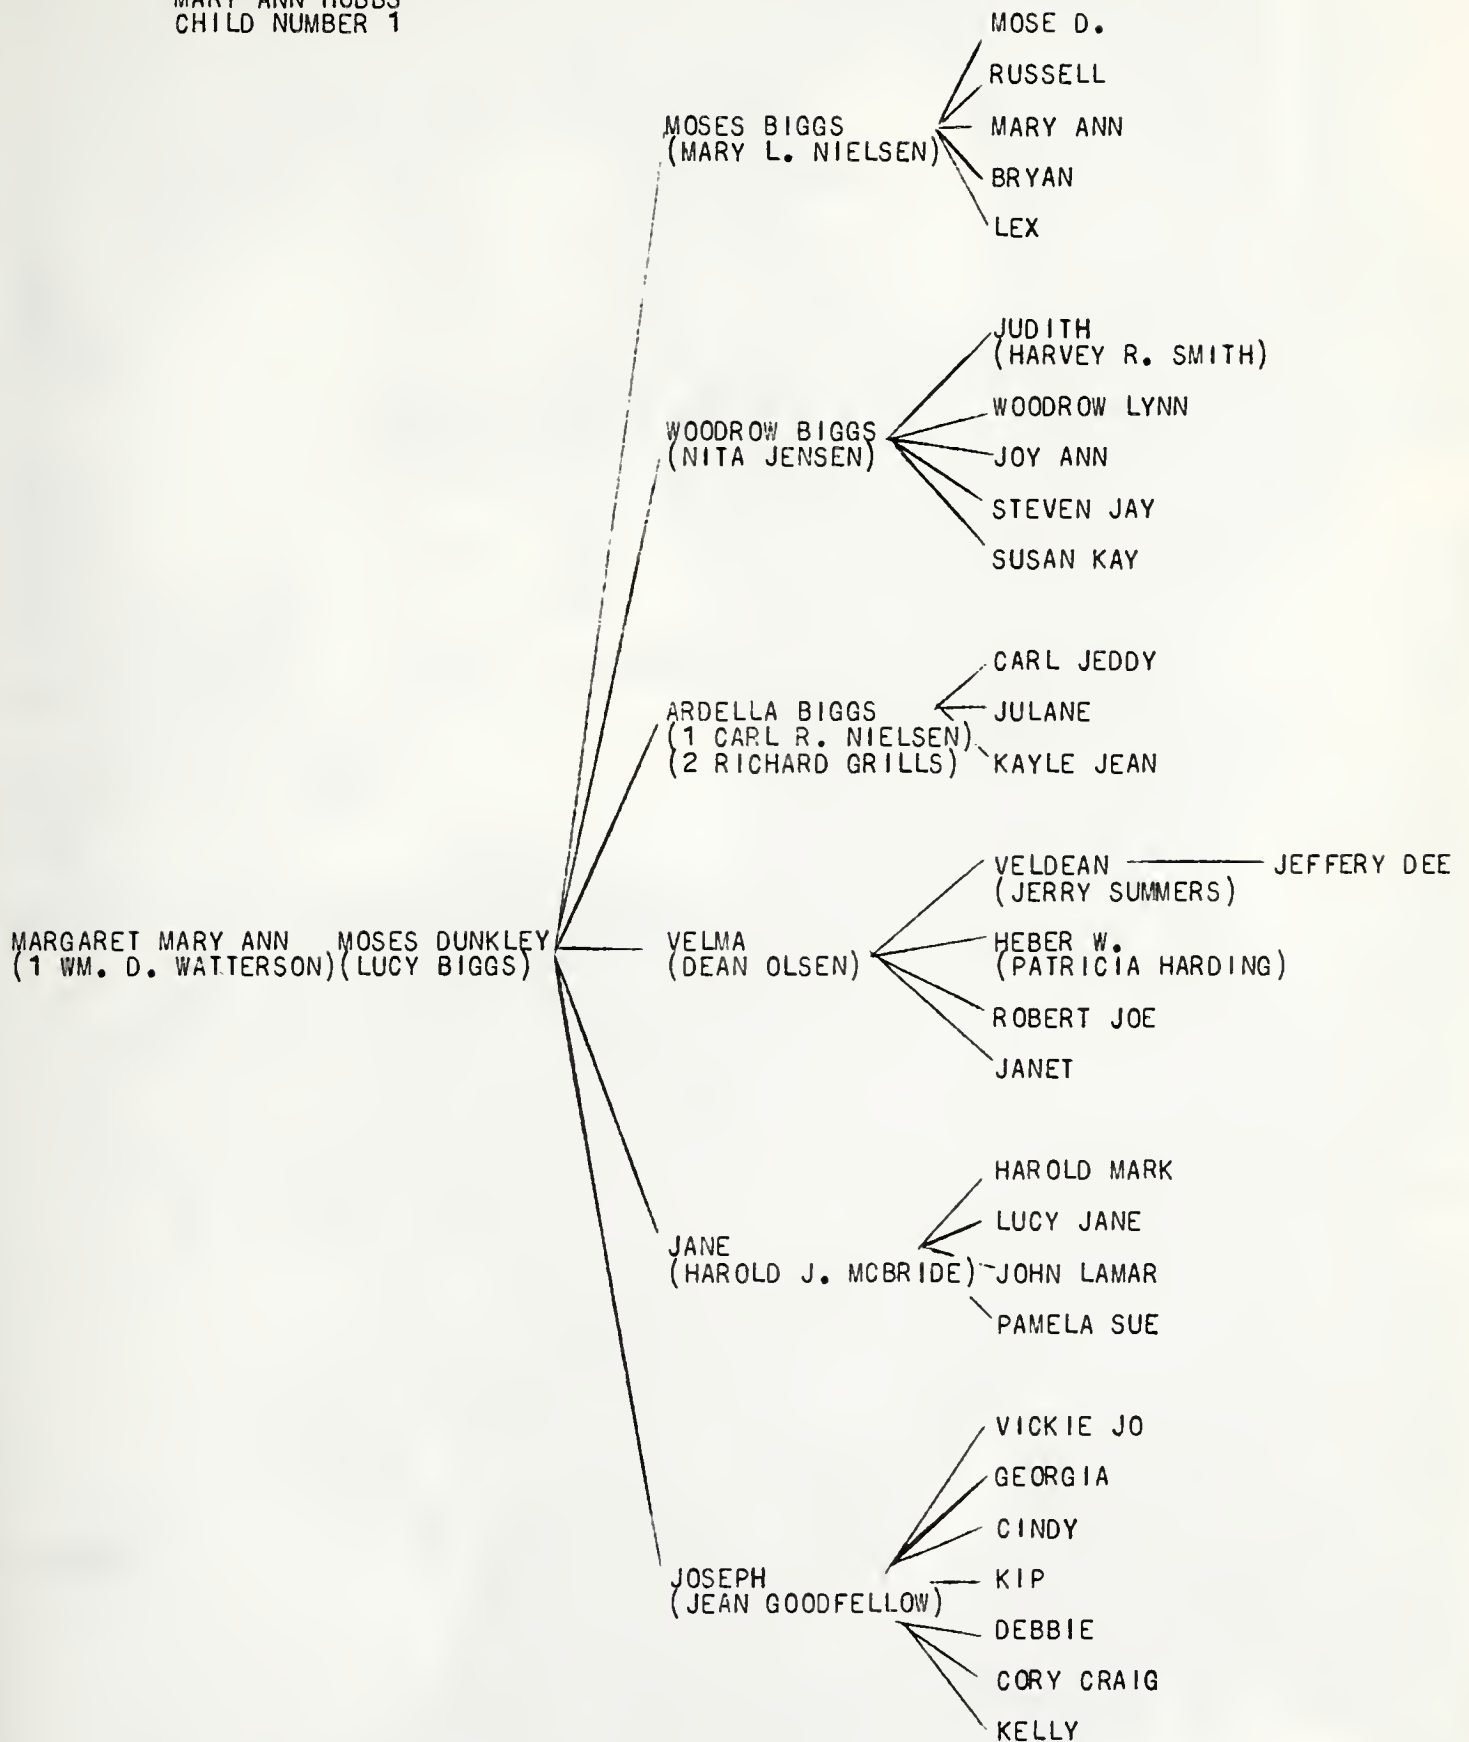 MARY ANN HOBBS
CHILD NUMBER 1
MOSE D.
RUSSELL
MOSES BIGGS
(MARY L. NIELSEN)
MARY ANN
BRYAN
LEX
JUDITH
(HARVEY R. SMITH)
WOODROW LYNN
WOODROW BIGGS
(NITA JENSEN)
JOY ANN
STEVEN JAY
SUSAN KAY
CARL JEDDY
ARDELLA BIGGS
(1 CARL R. NIELSEN)
(2 RICHARD GRILLS)
JULANE
KAYLE JEAN
VELDEAN
(JERRY SUMMERS)
JEFFERY DEE
MARGARET MARY ANN
(1 WM. D. WATTERSON)
MOSES DUNKLEY
(LUCY BIGGS)
VELMA
(DEAN OLSEN)
HEBER W.
(PATRICIA HARDING)
ROBERT JOE
JANET
HAROLD MARK
LUCY JANE
JANE
(HAROLD J. MCBRIDE)
JOHN LAMAR
PAMELA SUE
VICKIE JO
GEORGIA
CINDY
JOSEPH
(JEAN GOODFELLOW)
KIP
DEBBIE
CORY CRAIG
KELLY